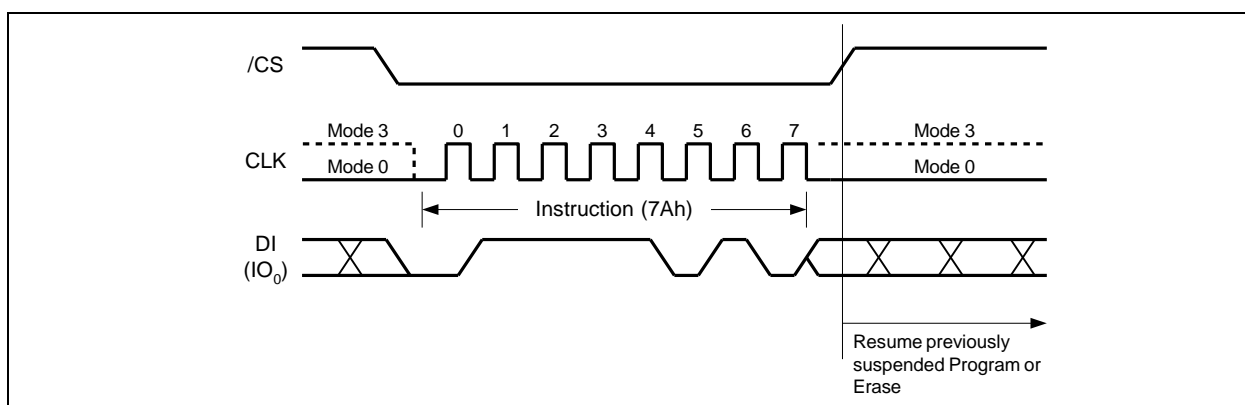 /CS
Mode 3
0 1 2 3 4 5 6 7
Mode 3
CLK
Mode 0
Mode 0
Instruction (7Ah)
DI
(IO0)
Resume previously
suspended Program or
Erase